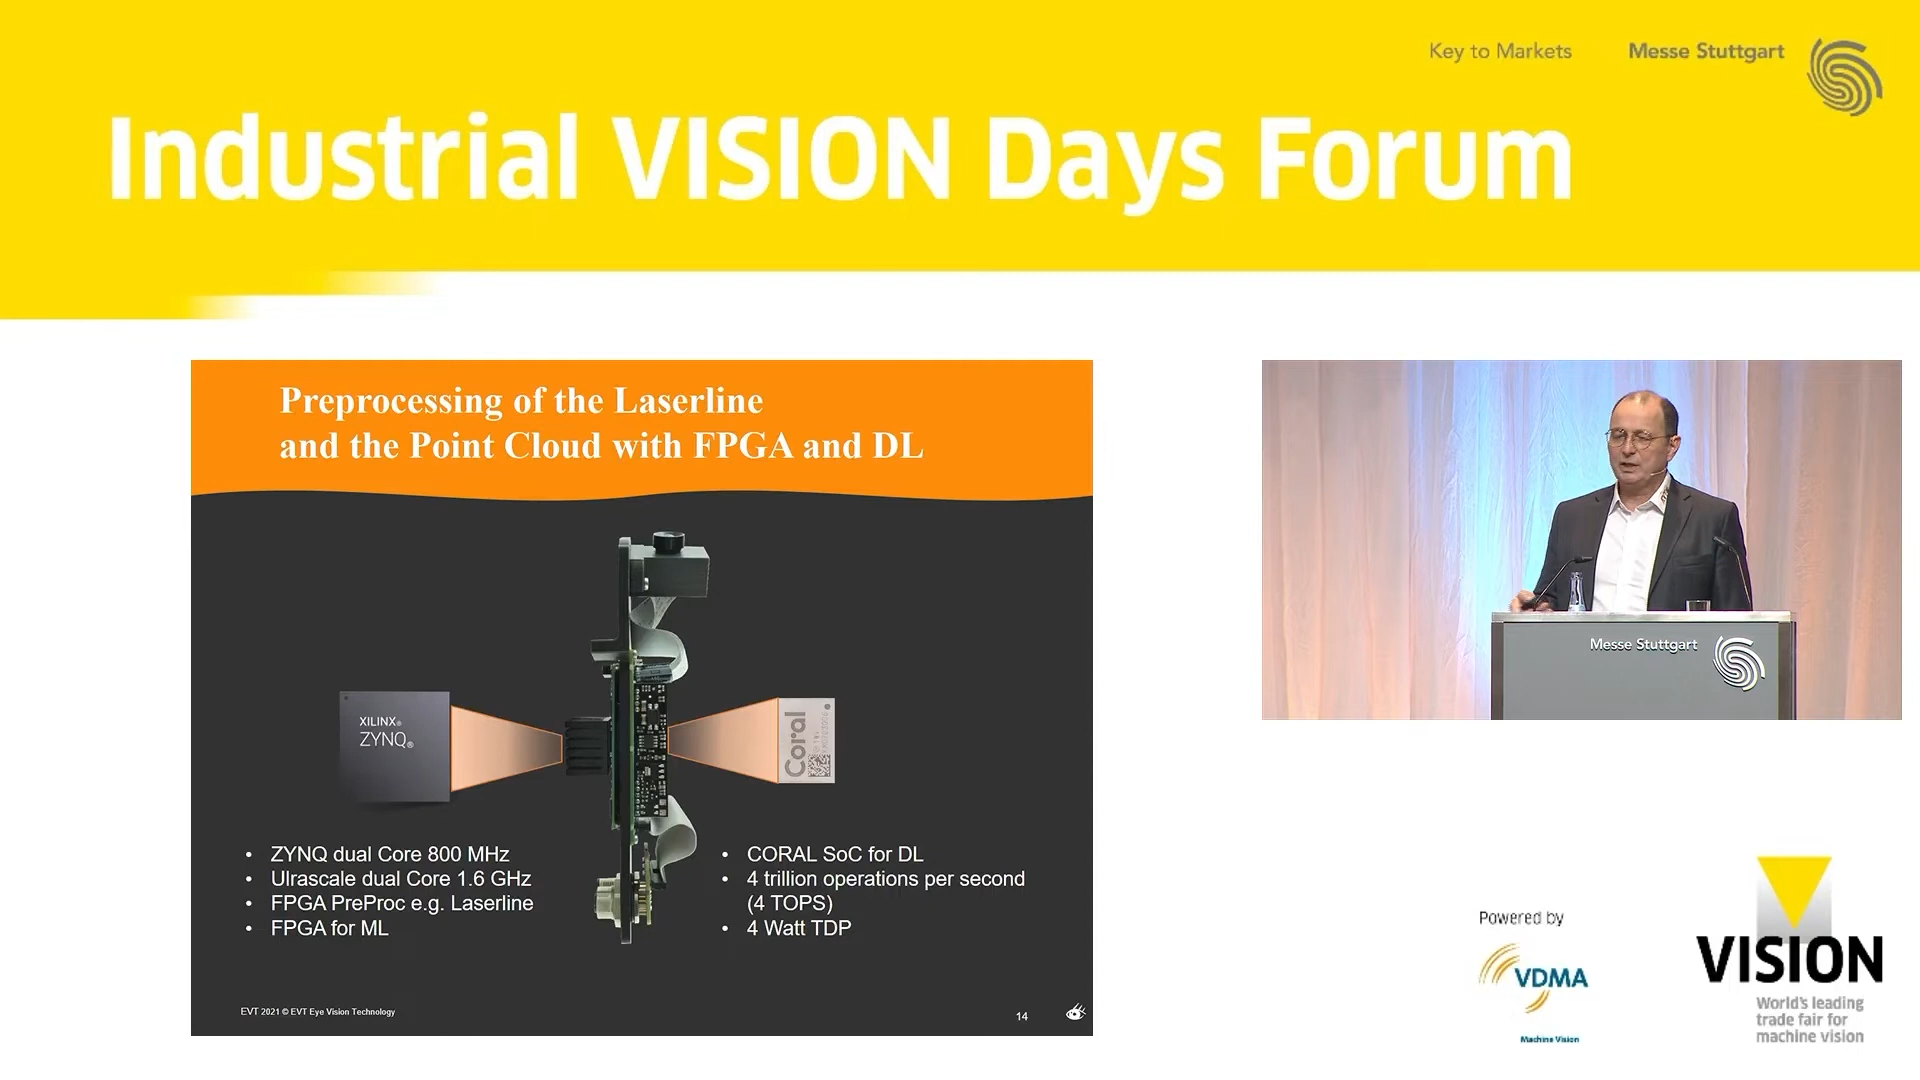 Key to Markets
Messe Stuttgart
Industrial VISION Days Forum
Preprocessing of the Laserline
and the Point Cloud with FPGA and DL
XILINX®
ZYNQ®
Coral
• ZYNQ dual Core 800 MHz
• Ulrascale dual Core 1.6 GHz
• FPGA PreProc e.g. Laserline
• FPGA for ML
• CORAL SoC for DL
• 4 trillion operations per second
(4 TOPS)
• 4 Watt TDP
EVT 2021 © EVT Eye Vision Technology
14
Messe Stuttgart
Powered by
VDMA
Machine Vision
VISION
World's leading
trade fair for
machine vision